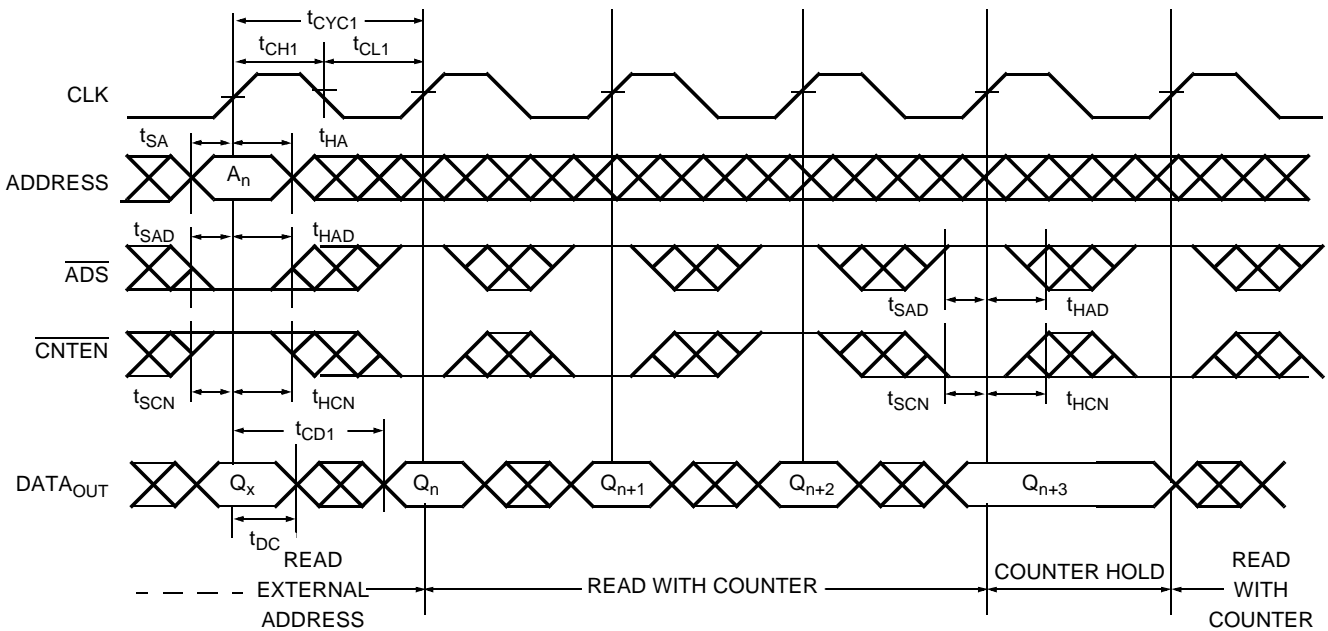 tCYC1
tCH1 tCL1
CLK
tSA tHA
ADDRESS An
tSAD tHAD
ADS
tSAD tHAD
CNTEN
tSCN tHCN tSCN tHCN
tCD1
DATAOUT Qx Qn Qn+1 Qn+2 Qn+3
tDC
READ EXTERNAL ADDRESS
READ WITH COUNTER
COUNTER HOLD
READ WITH COUNTER